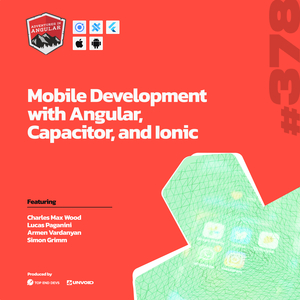 ADVENTURES IN
ANGULAR
#378
Mobile Development
with Angular,
Capacitor, and Ionic
Featuring
Charles Max Wood
Lucas Paganini
Armen Vardanyan
Simon Grimm
Produced by
TOP END DEVS
UNVOID